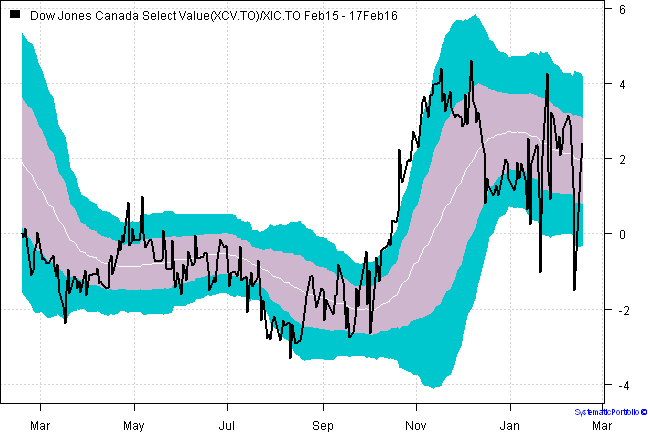 Dow Jones Canada Select Value(XCV.TO)/XIC.TO Feb15 - 17Feb16
6
4
2
0
-2
-4
Mar May Jul Sep Nov Jan Mar
SystematicPortfolio ©